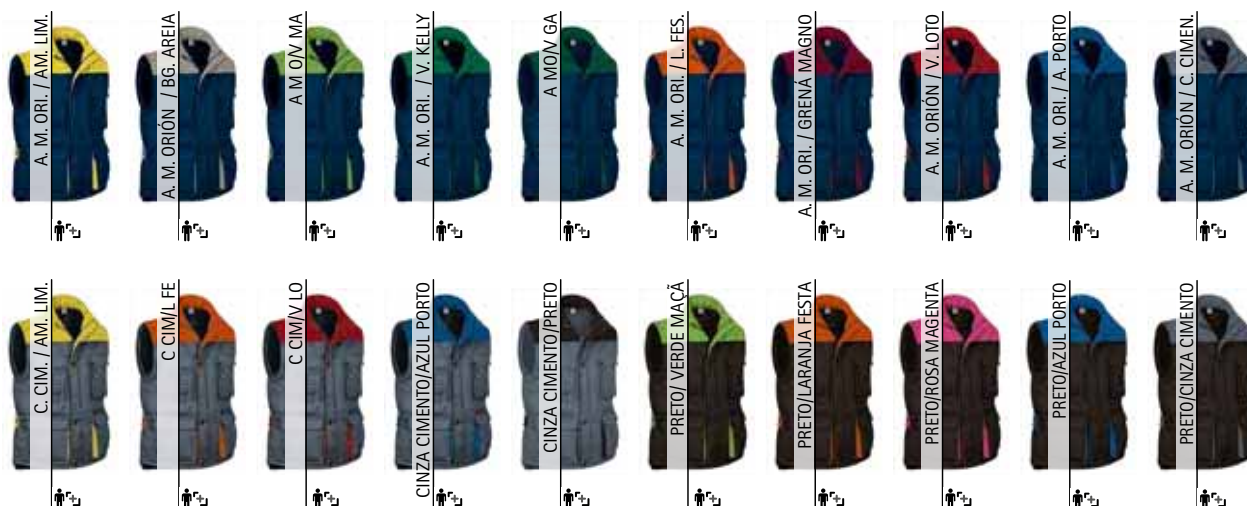 A. M. ORI. / AM. LIM.
A. M. ORIÓN / BG. AREIA
A M O/V MA
A. M. ORI. / V. KELLY
A MO/V GA
A. M. ORI. / L. FES.
A. M. ORI. / GRENÁ MAGNO
A. M. ORIÓN / V. LOTO
A. M. ORI. / A. PORTO
A. M. ORIÓN / C. CIMEN.
C. CIM. / AM. LIM.
C CIM/L FE
C CIM/V LO
CINZA CIMENTO/AZUL PORTO
CINZA CIMENTO/PRETO
PRETO/ VERDE MAÇÃ
PRETO/LARANJA FESTA
PRETO/ROSA MAGENTA
PRETO/AZUL PORTO
PRETO/CINZA CIMENTO